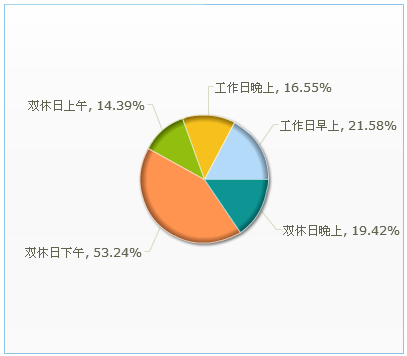 工作日晚上, 16.55%
双休日上午, 14.39%
工作日早上, 21.58%
双休日晚上, 19.42%
双休日下午, 53.24%